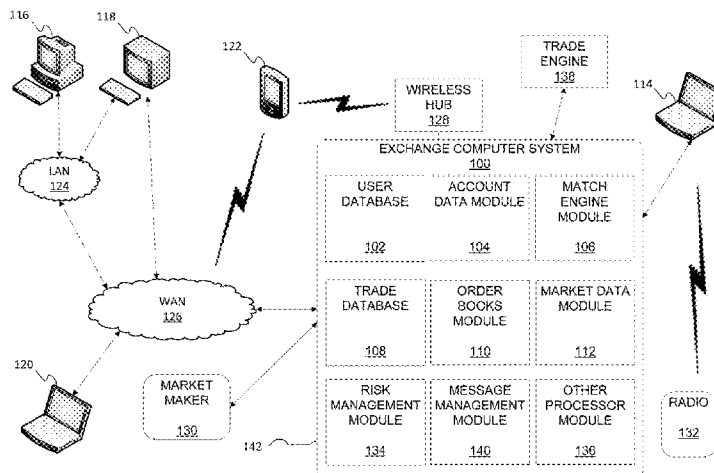 116
118
122
TRADE
ENGINE
138
114
WIRELESS
HUB
128
EXCHANGE COMPUTER SYSTEM
100
LAN
124
USER
DATABASE
102
ACCOUNT
DATA MODULE
104
MATCH
ENGINE
MODULE
106
WAN
126
TRADE
DATABASE
108
ORDER
BOOKS
MODULE
110
MARKET DATA
MODULE
112
120
MARKET
MAKER
130
142
RISK
MANAGEMENT
MODULE
134
MESSAGE
MANAGEMENT
MODULE
140
OTHER
PROCESSOR
MODULE
136
RADIO
132